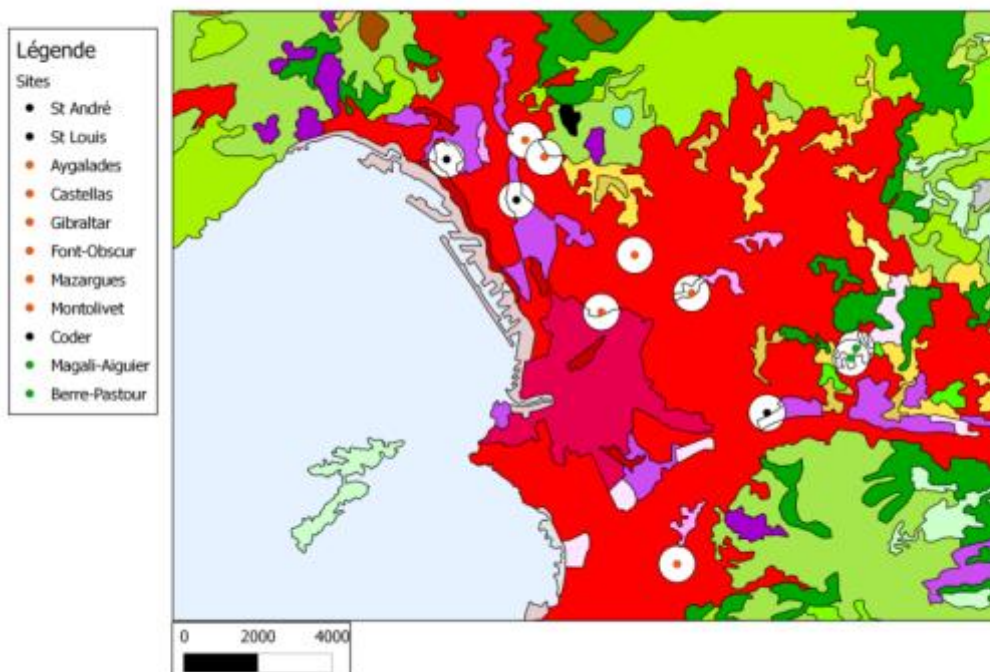 Légende
Sites
St André
St Louis
Aygalades
Castellas
Gibraltar
Font-Obscur
Mazargues
Montolivet
Coder
Magali-Aiguier
Berre-Pastour
0 2000 4000